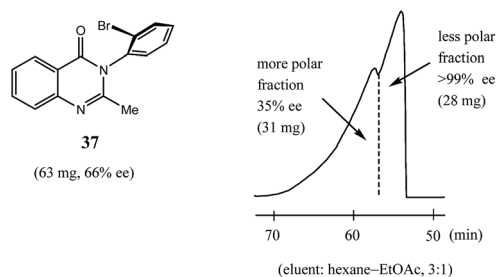 Br
O
N
N
Me
37
(63 mg, 66% ee)
more polar
fraction
35% ee
(31 mg)
less polar
fraction
>99% ee
(28 mg)
70 60 50 (min)
(eluent: hexane−EtOAc, 3:1)